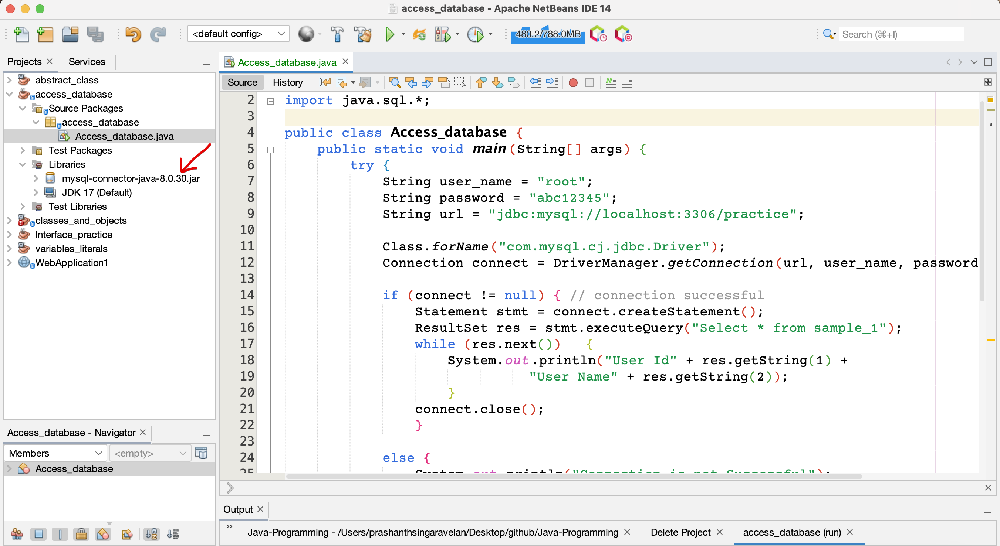 access_database - Apache NetBeans IDE 14
<default config>
480.2/788.0MB
Search (⌘+I)
Projects
Services
abstract_class
access_database
Source Packages
access_database
Access_database.java
Test Packages
Libraries
mysql-connector-java-8.0.30.jar
JDK 17 (Default)
Test Libraries
classes_and_objects
Interface_practice
variables_literals
WebApplication1
Access_database - Navigator
Members
<empty>
Access_database
Access_database.java
Source History
2 import java.sql.*;
3
4 public class Access_database {
5 public static void main(String[] args) {
6 try {
7 String user_name = "root";
8 String password = "abc12345";
9 String url = "jdbc:mysql://localhost:3306/practice";
10
11 Class.forName("com.mysql.cj.jdbc.Driver");
12 Connection connect = DriverManager.getConnection(url, user_name, password
13
14 if (connect != null) { // connection successful
15 Statement stmt = connect.createStatement();
16 ResultSet res = stmt.executeQuery("Select * from sample_1");
17 while (res.next()) {
18 System.out.println("User Id" + res.getString(1) +
19 "User Name" + res.getString(2));
20 }
21 connect.close();
22 }
23
24 else {
25 System.out.println("Connection is not Successful");
Output
Java-Programming - /Users/prashanthsingaravelan/Desktop/github/Java-Programming
Delete Project
access_database (run)